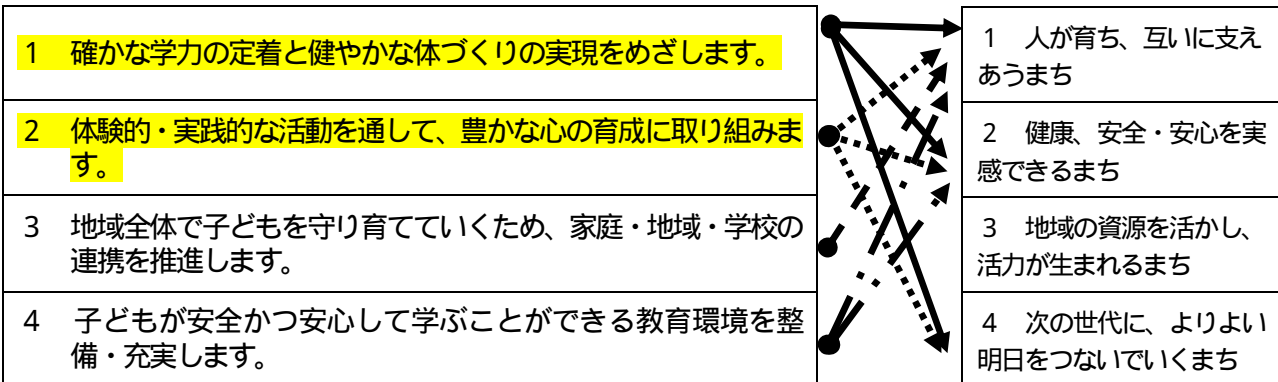 1 確かな学力の定着と健やかな体づくりの実現をめざします。
2 体験的・実践的な活動を通して、豊かな心の育成に取り組みま
す。
3 地域全体で子どもを守り育てていくため、家庭・地域・学校の
連携を推進します。
4 子どもが安全かつ安心して学ぶことができる教育環境を整
備・充実します。
1 人が育ち、互いに支え
あうまち
2 健康、安全・安心を実
感できるまち
3 地域の資源を活かし、
活力が生まれるまち
4 次の世代に、よりよい
明日をつないでいくまち